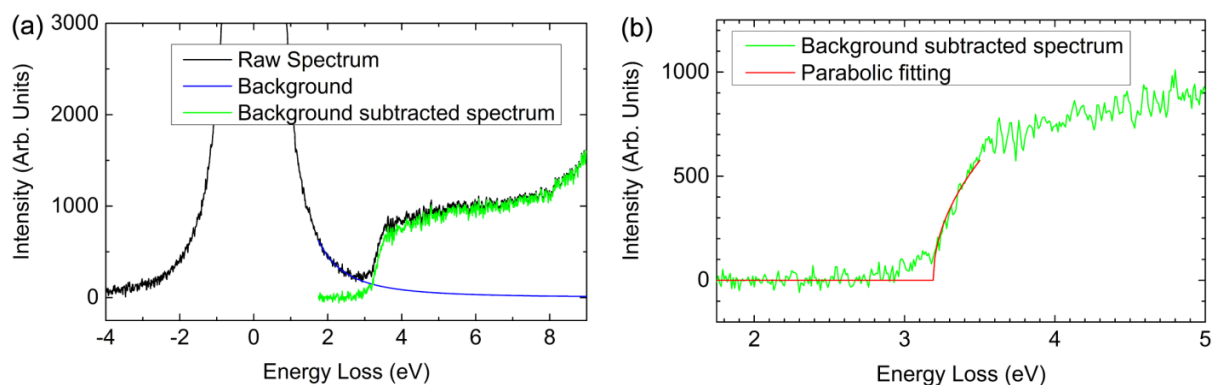 (a)
3000
2000
1000
0
Intensity (Arb. Units)
Raw Spectrum
Background
Background subtracted spectrum
-4 -2 0 2 4 6 8
Energy Loss (eV)
(b)
1000
500
0
Intensity (Arb. Units)
Background subtracted spectrum
Parabolic fitting
2 3 4 5
Energy Loss (eV)